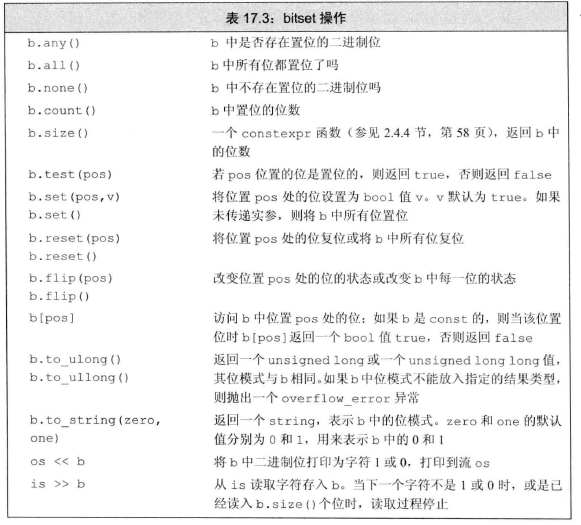 表 17.3：bitset 操作
b.any() b 中是否存在置位的二进制位
b.all() b中所有位都置位了吗
b.none() b 中不存在置位的二进制位吗
b.count() b中置位的位数
b.size() 一个 constexpr 函数（参见 2.4.4 节，第 58 页），返回 b 中
的位数
b.test(pos) 若 pos 位置的位是置位的，则返回 true，否则返回 false
b.set(pos,v) 将位置 pos 处的位设置为 bool 值 v。v 默认为 true。如果
b.set() 未传递实参，则将 b 中所有位置位
b.reset(pos) 将位置 pos 处的位复位或将 b 中所有位复位
b.reset()
b.flip(pos) 改变位置 pos 处的位的状态或改变 b 中每一位的状态
b.flip()
b[pos] 访问 b 中位置 pos 处的位；如果 b 是 const 的，则当该位置
位时 b[pos]返回一个 bool 值 true，否则返回 false
b.to_ulong() 返回一个 unsigned long 或一个 unsigned long long 值，
b.to_ullong() 其位模式与b相同。如果b中位模式不能放入指定的结果类型，
则抛出一个 overflow_error 异常
b.to_string(zero, 返回一个 string，表示 b 中的位模式。zero 和 one 的默认
one) 值分别为 0 和 1，用来表示 b 中的 0 和 1
os << b 将 b 中二进制位打印为字符 1 或 0，打印到流 os
is >> b 从 is 读取字符存入 b。当下一个字符不是 1 或 0 时，或是已
经读入 b.size()个位时，读取过程停止